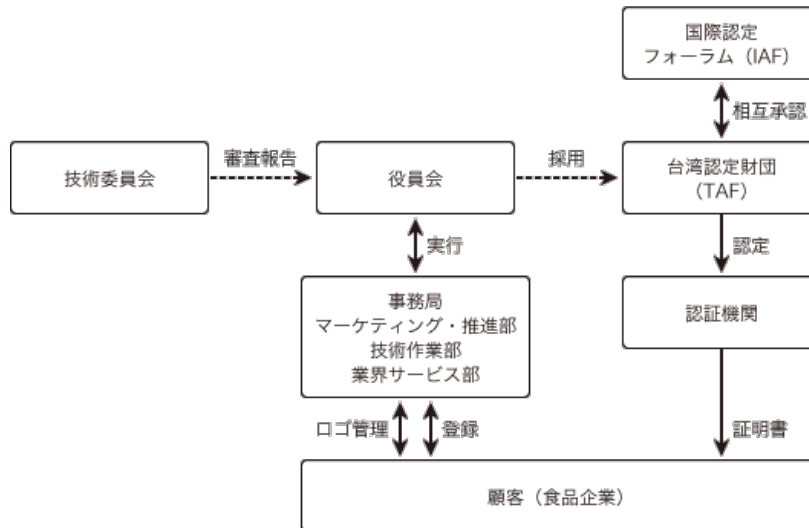 国際認定
フォーラム（IAF）
相互承認
技術委員会
審査報告
役員会
採用
台湾認定財団
（TAF）
実行
認定
事務局
マーケティング・推進部
技術作業部
業界サービス部
認証機関
ロゴ管理
登録
証明書
顧客（食品企業）